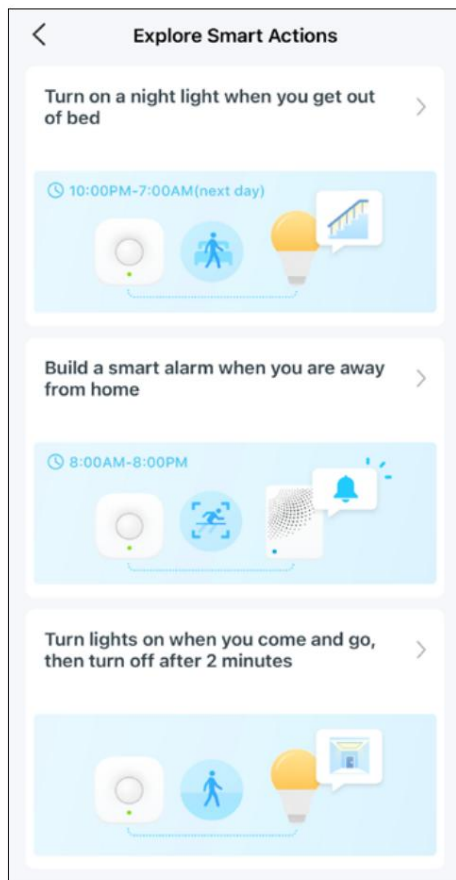 Explore Smart Actions
Turn on a night light when you get out
of bed
10:00PM-7:00AM(next day)
Build a smart alarm when you are away
from home
8:00AM-8:00PM
Turn lights on when you come and go,
then turn off after 2 minutes